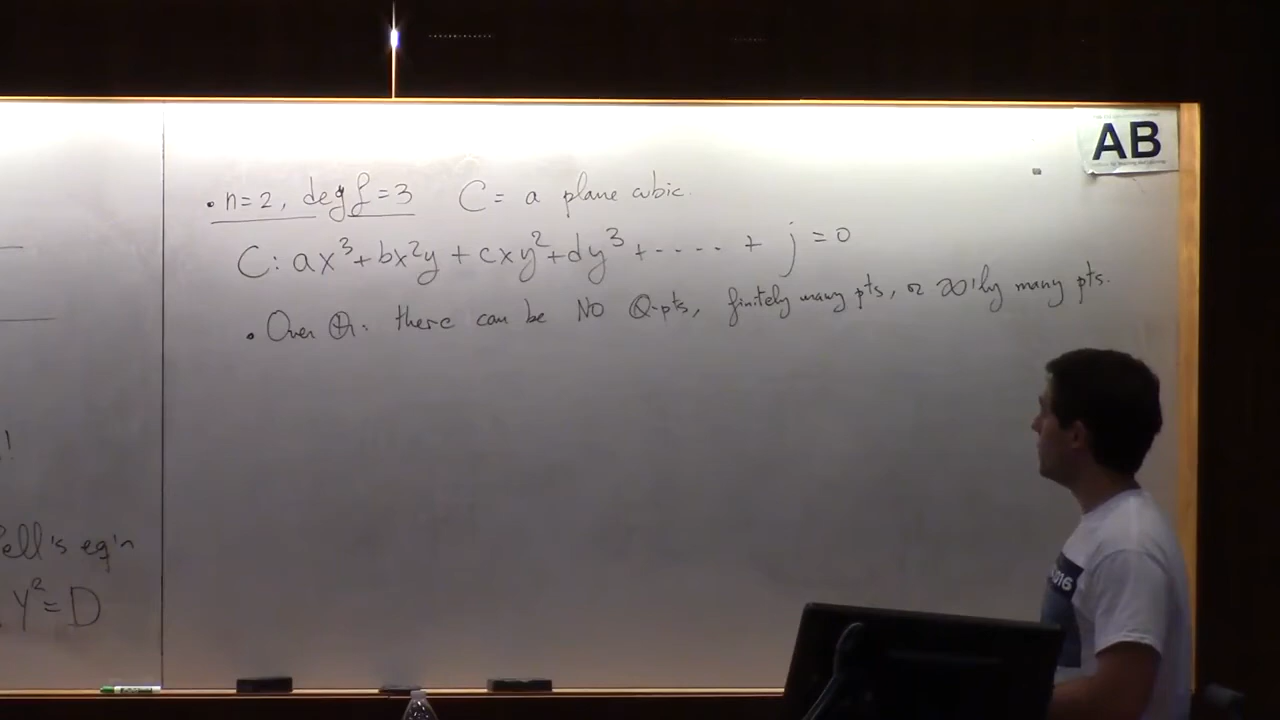 • n=2, deg f=3 C= a plane cubic.
C: ax³+bx²y+cxy²+dy³+.....+ j=0
• Over ℚ: there can be NO ℚ-pts, finitely many pts, or ∞'ly many pts.
!
Pell's eq'n
y²=D
AB
016